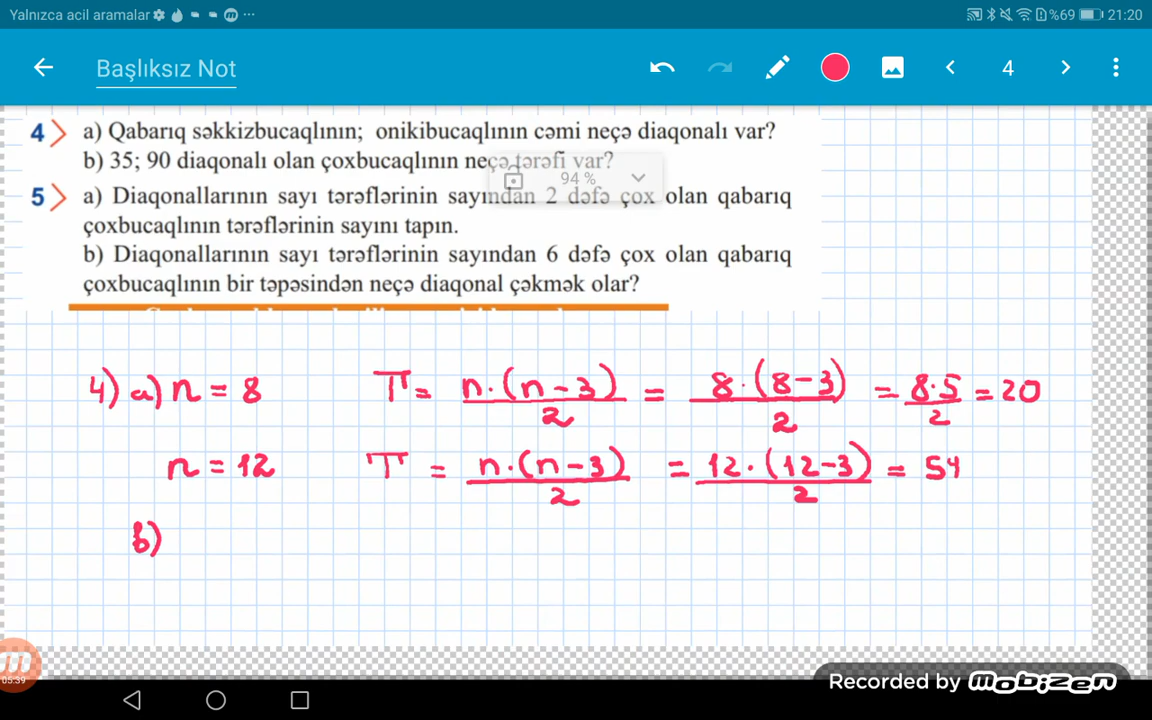 Yalnızca acil aramalar ... %69 21:20
Başlıksız Not 4
4 a) Qabarıq səkkizbucaqlının; onikibucaqlının cəmi neçə diaqonalı var?
b) 35; 90 diaqonalı olan çoxbucaqlının neçə tərəfi var?
94 %
5 a) Diaqonallarının sayı tərəflərinin sayından 2 dəfə çox olan qabarıq
çoxbucaqlının tərəflərinin sayını tapın.
b) Diaqonallarının sayı tərəflərinin sayından 6 dəfə çox olan qabarıq
çoxbucaqlının bir təpəsindən neçə diaqonal çəkmək olar?
4) a) n = 8 T = n·(n-3)/2 = 8·(8-3)/2 = 8·5/2 = 20
n = 12 T = n·(n-3)/2 = 12·(12-3)/2 = 54
b)
05:39
Recorded by mobizen